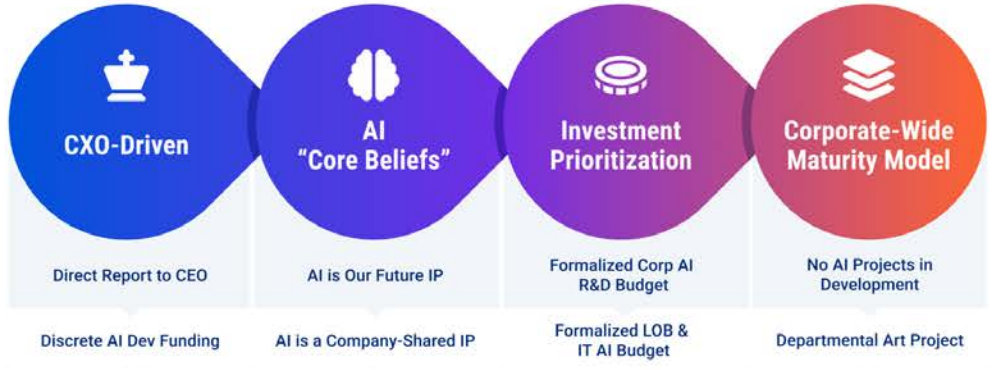 CXO-Driven
AI
“Core Beliefs”
Investment
Prioritization
Corporate-Wide
Maturity Model
Direct Report to CEO
AI is Our Future IP
Formalized Corp AI
R&D Budget
No AI Projects in
Development
Discrete AI Dev Funding
AI is a Company-Shared IP
Formalized LOB &
IT AI Budget
Departmental Art Project